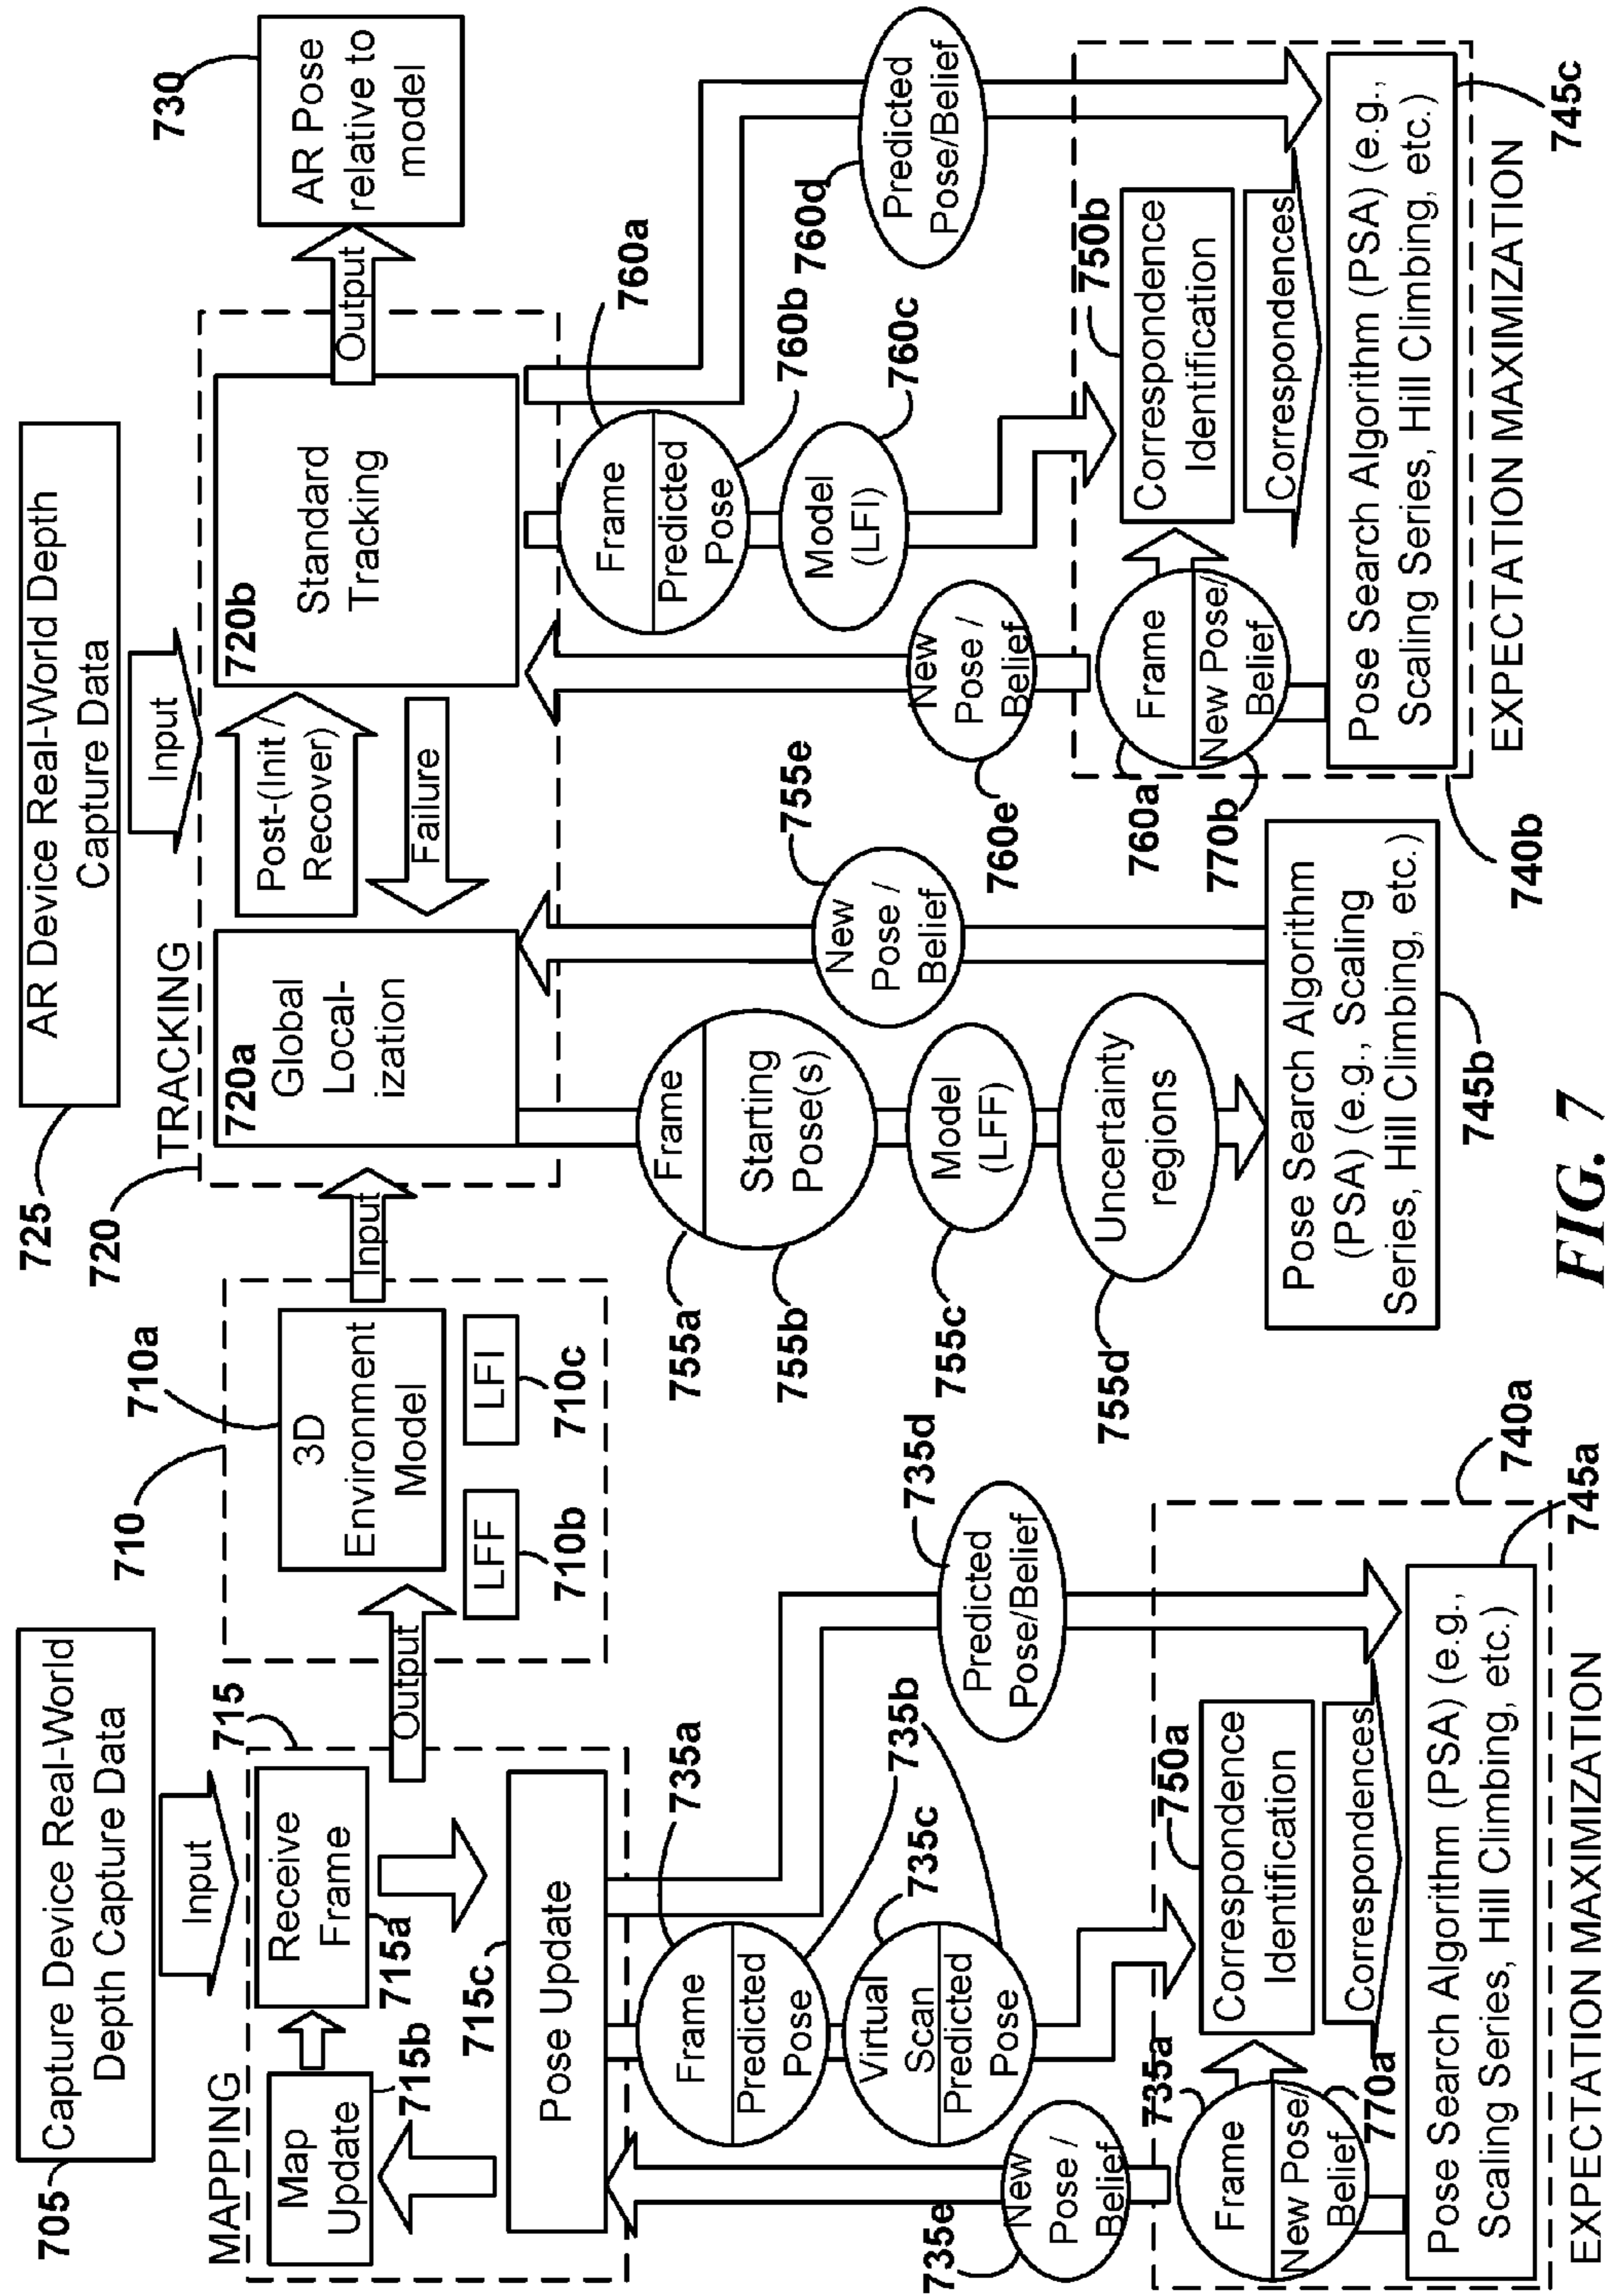 705
Capture Device Real-World
Depth Capture Data
Input
MAPPING
715
Map
Update
715b
Receive
Frame
715a
715c
Pose Update
Output
710
710a
3D
Environment
Model
LFF
710b
LFI
710c
Input
725
AR Device Real-World Depth
Capture Data
Input
720
TRACKING
720a
Global
Local-
ization
Post-(Init /
Recover)
Failure
720b
Standard
Tracking
Output
730
AR Pose
relative to
model
735a
Frame
Predicted
Pose
735b
Virtual
Scan
735c
Predicted
Pose
735d
Predicted
Pose/Belief
735e
New
Pose /
Belief
735a
Frame
New Pose/
Belief
770a
750a
Correspondence
Identification
Correspondences
740a
745a
Pose Search Algorithm (PSA) (e.g.,
Scaling Series, Hill Climbing, etc.)
EXPECTATION MAXIMIZATION
755a
Frame
755b
Starting
Pose(s)
755c
Model
(LFF)
755d
Uncertainty
regions
755e
New
Pose /
Belief
Pose Search Algorithm
(PSA) (e.g., Scaling
Series, Hill Climbing, etc.)
745b
760a
Frame
Predicted
Pose
760b
Model
(LFI)
760c
760d
Predicted
Pose/Belief
760e
New
Pose /
Belief
760a
Frame
New Pose/
Belief
770b
750b
Correspondence
Identification
Correspondences
740b
745c
Pose Search Algorithm (PSA) (e.g.,
Scaling Series, Hill Climbing, etc.)
EXPECTATION MAXIMIZATION
FIG. 7